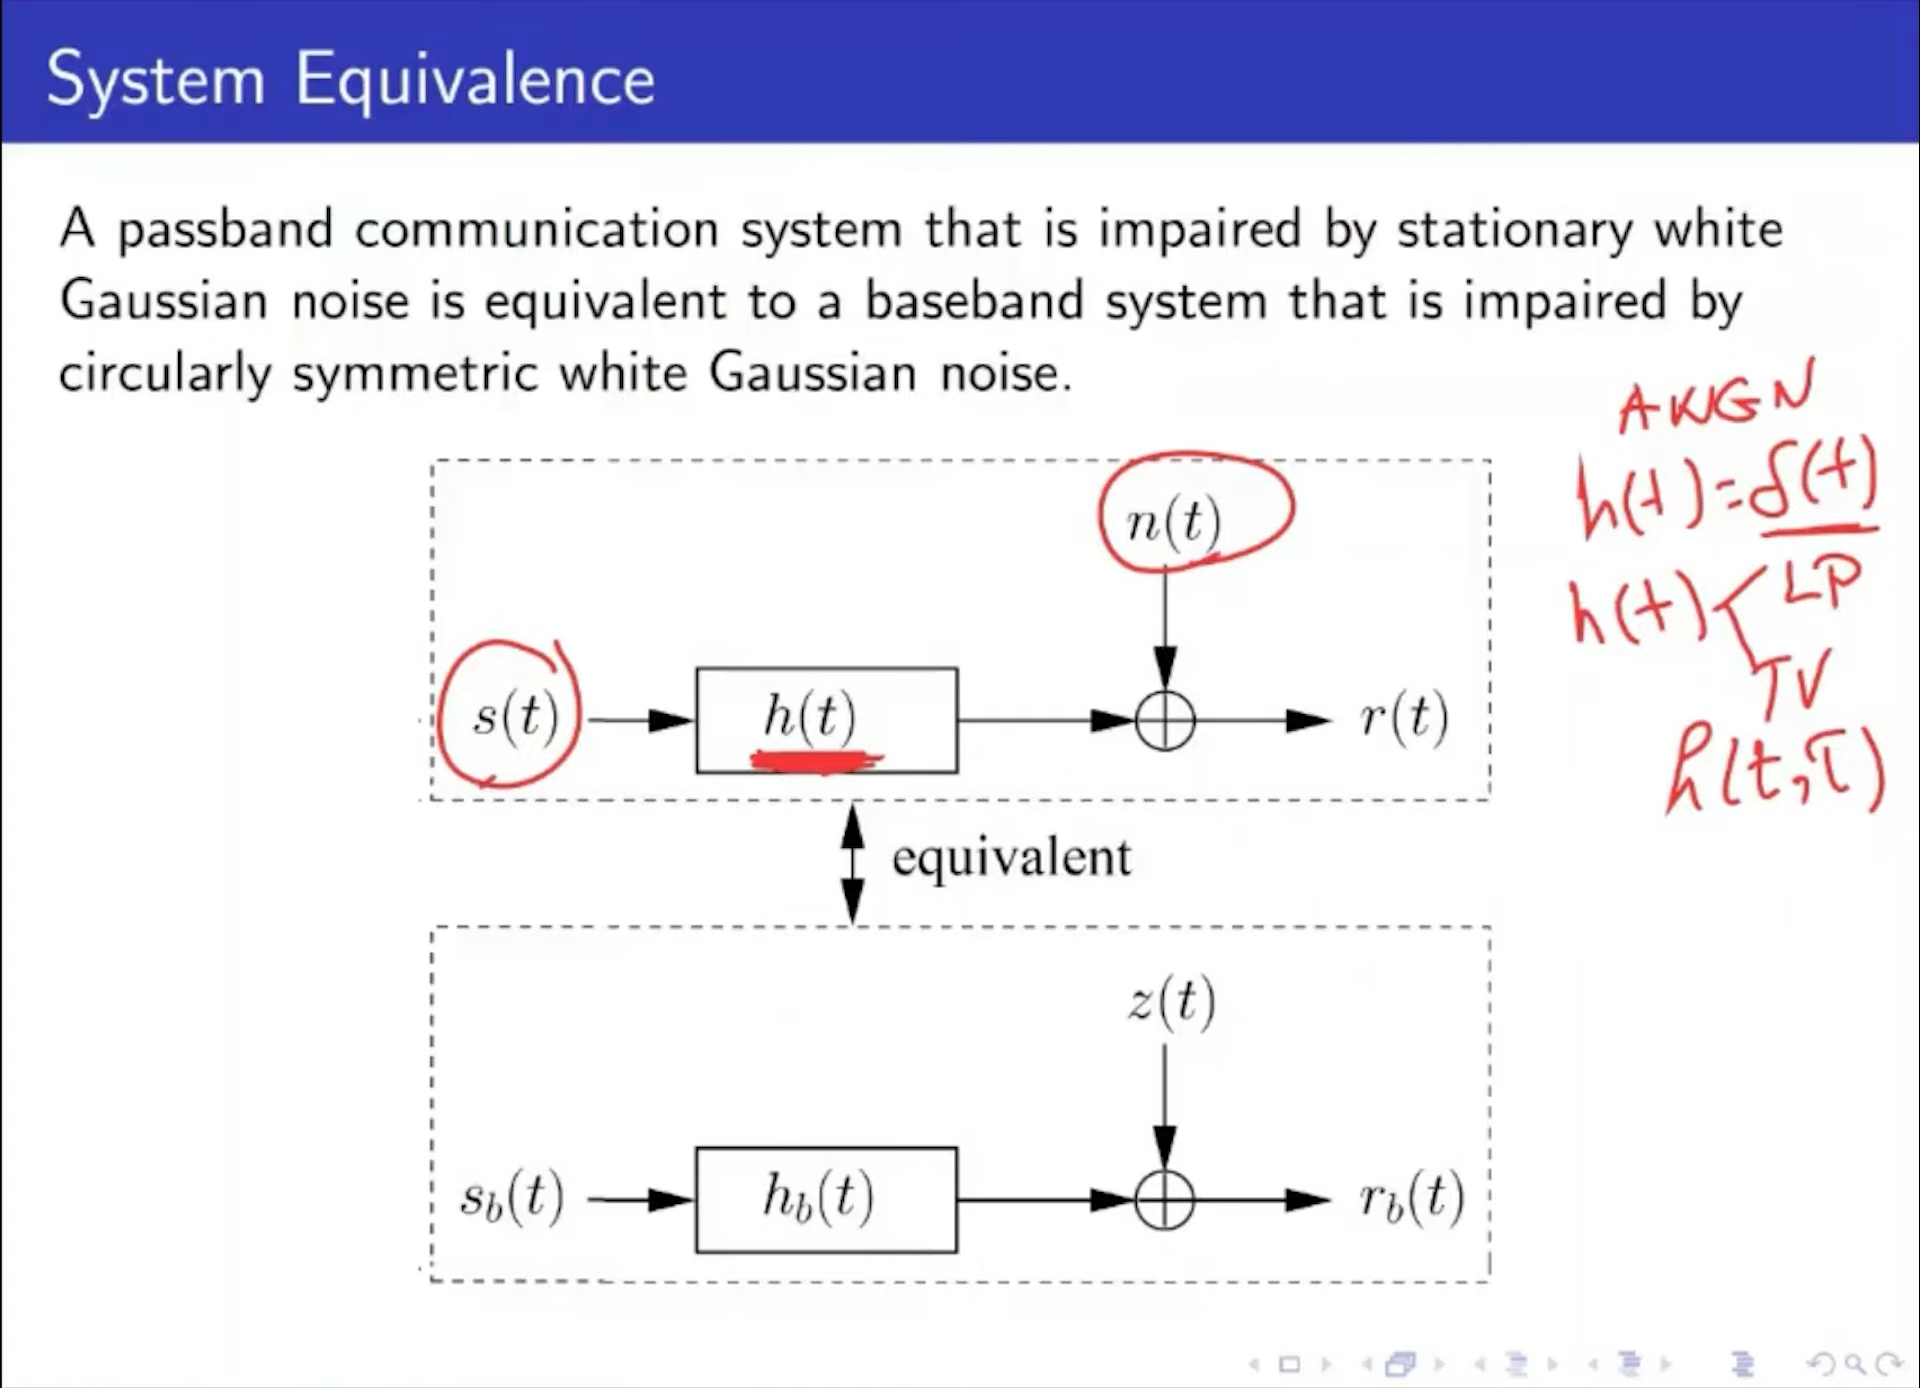 System Equivalence
A passband communication system that is impaired by stationary white
Gaussian noise is equivalent to a baseband system that is impaired by
circularly symmetric white Gaussian noise.
AWGN
h(t)=δ(t)
h(t) LP
TV
h(t,τ)
n(t)
s(t) h(t) r(t)
equivalent
z(t)
s_b(t) h_b(t) r_b(t)